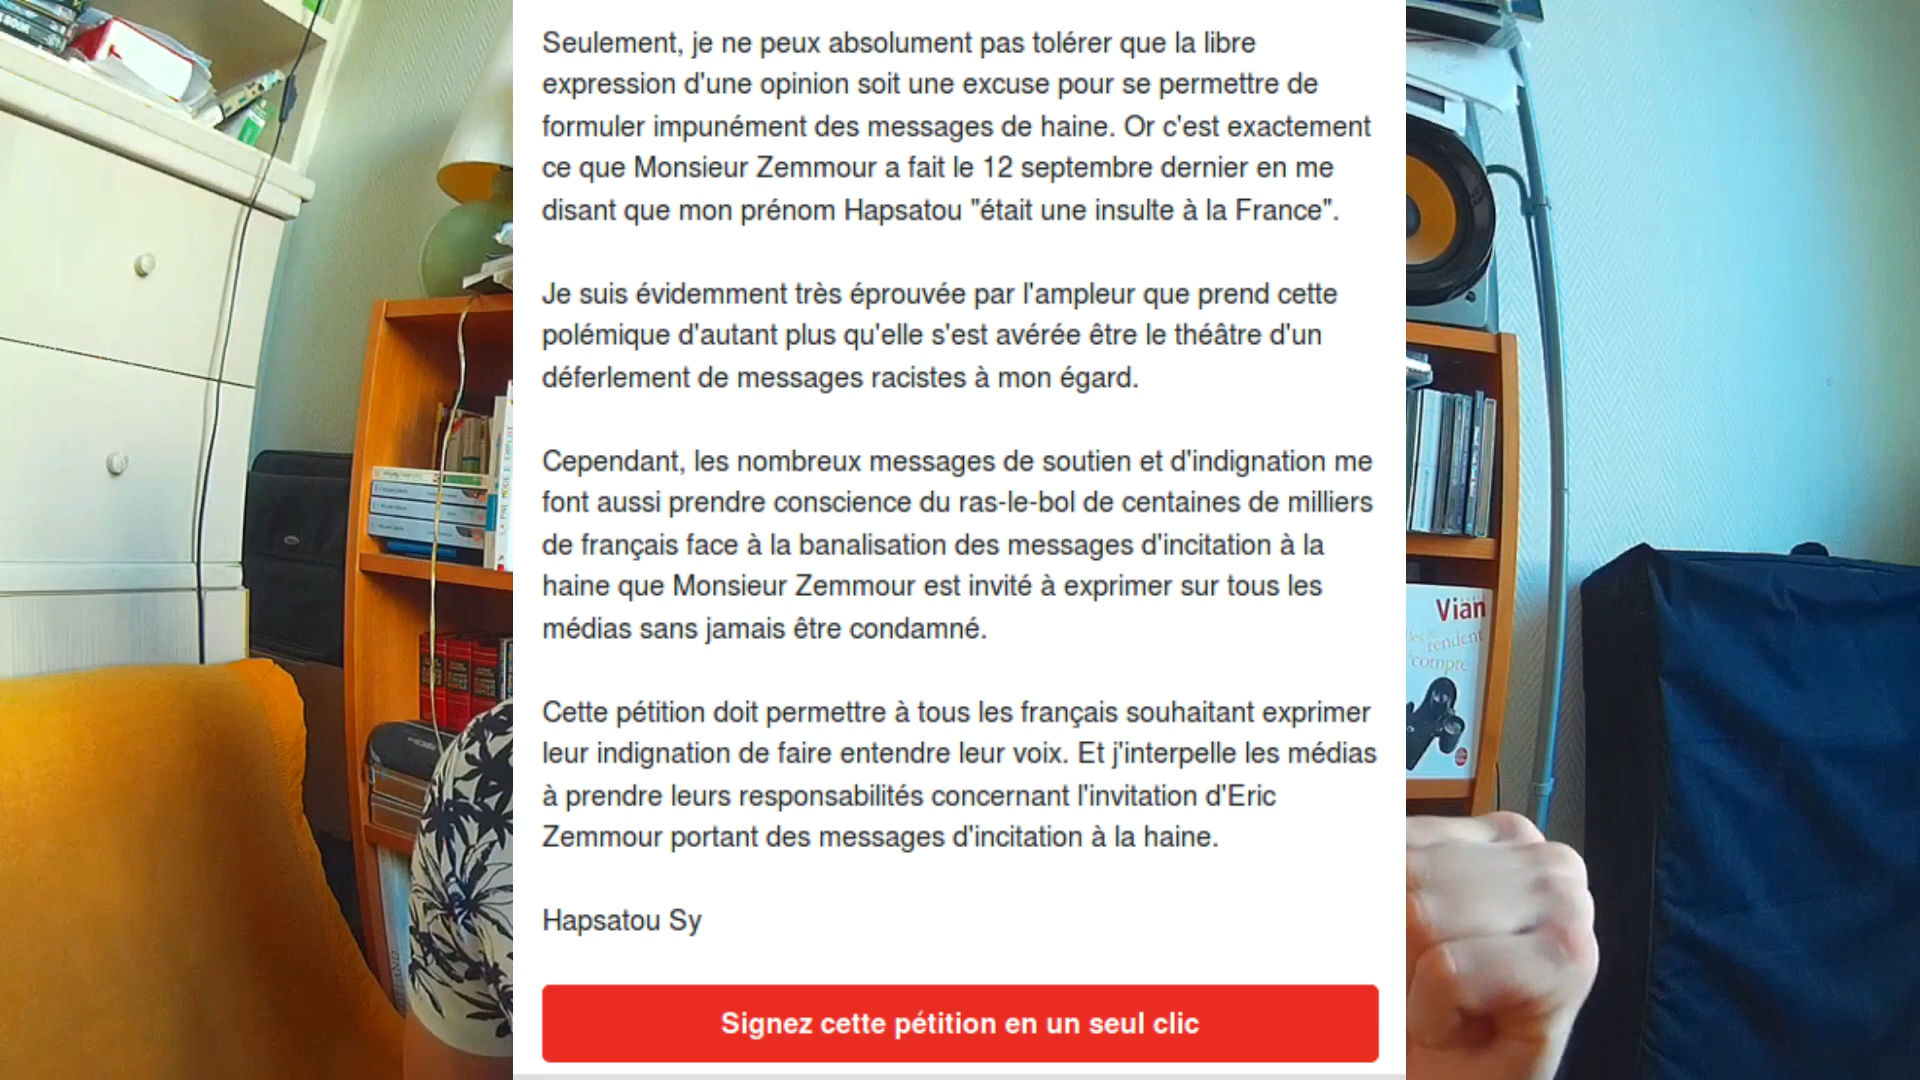 Seulement, je ne peux absolument pas tolérer que la libre
expression d'une opinion soit une excuse pour se permettre de
formuler impunément des messages de haine. Or c'est exactement
ce que Monsieur Zemmour a fait le 12 septembre dernier en me
disant que mon prénom Hapsatou "était une insulte à la France".
Je suis évidemment très éprouvée par l'ampleur que prend cette
polémique d'autant plus qu'elle s'est avérée être le théâtre d'un
déferlement de messages racistes à mon égard.
Cependant, les nombreux messages de soutien et d'indignation me
font aussi prendre conscience du ras-le-bol de centaines de milliers
de français face à la banalisation des messages d'incitation à la
haine que Monsieur Zemmour est invité à exprimer sur tous les
médias sans jamais être condamné.
Cette pétition doit permettre à tous les français souhaitant exprimer
leur indignation de faire entendre leur voix. Et j'interpelle les médias
à prendre leurs responsabilités concernant l'invitation d'Eric
Zemmour portant des messages d'incitation à la haine.
Hapsatou Sy
Signez cette pétition en un seul clic
Vian
rendent
compte